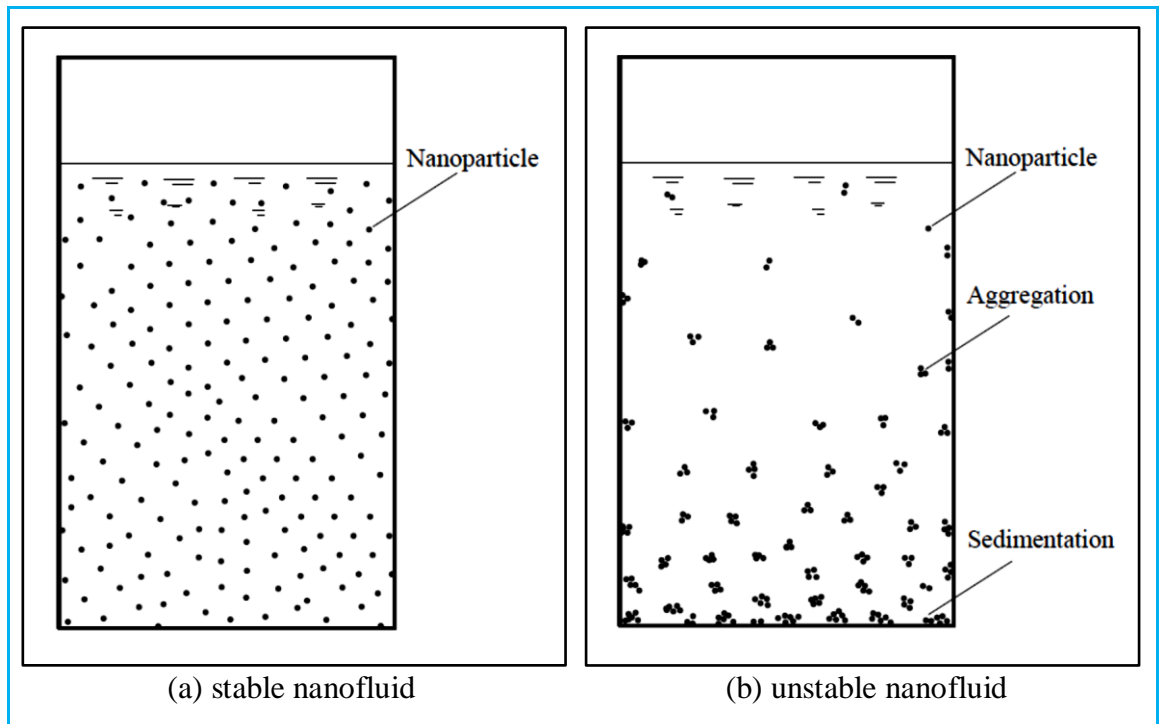 Nanoparticle
(a) stable nanofluid
Nanoparticle
Aggregation
Sedimentation
(b) unstable nanofluid